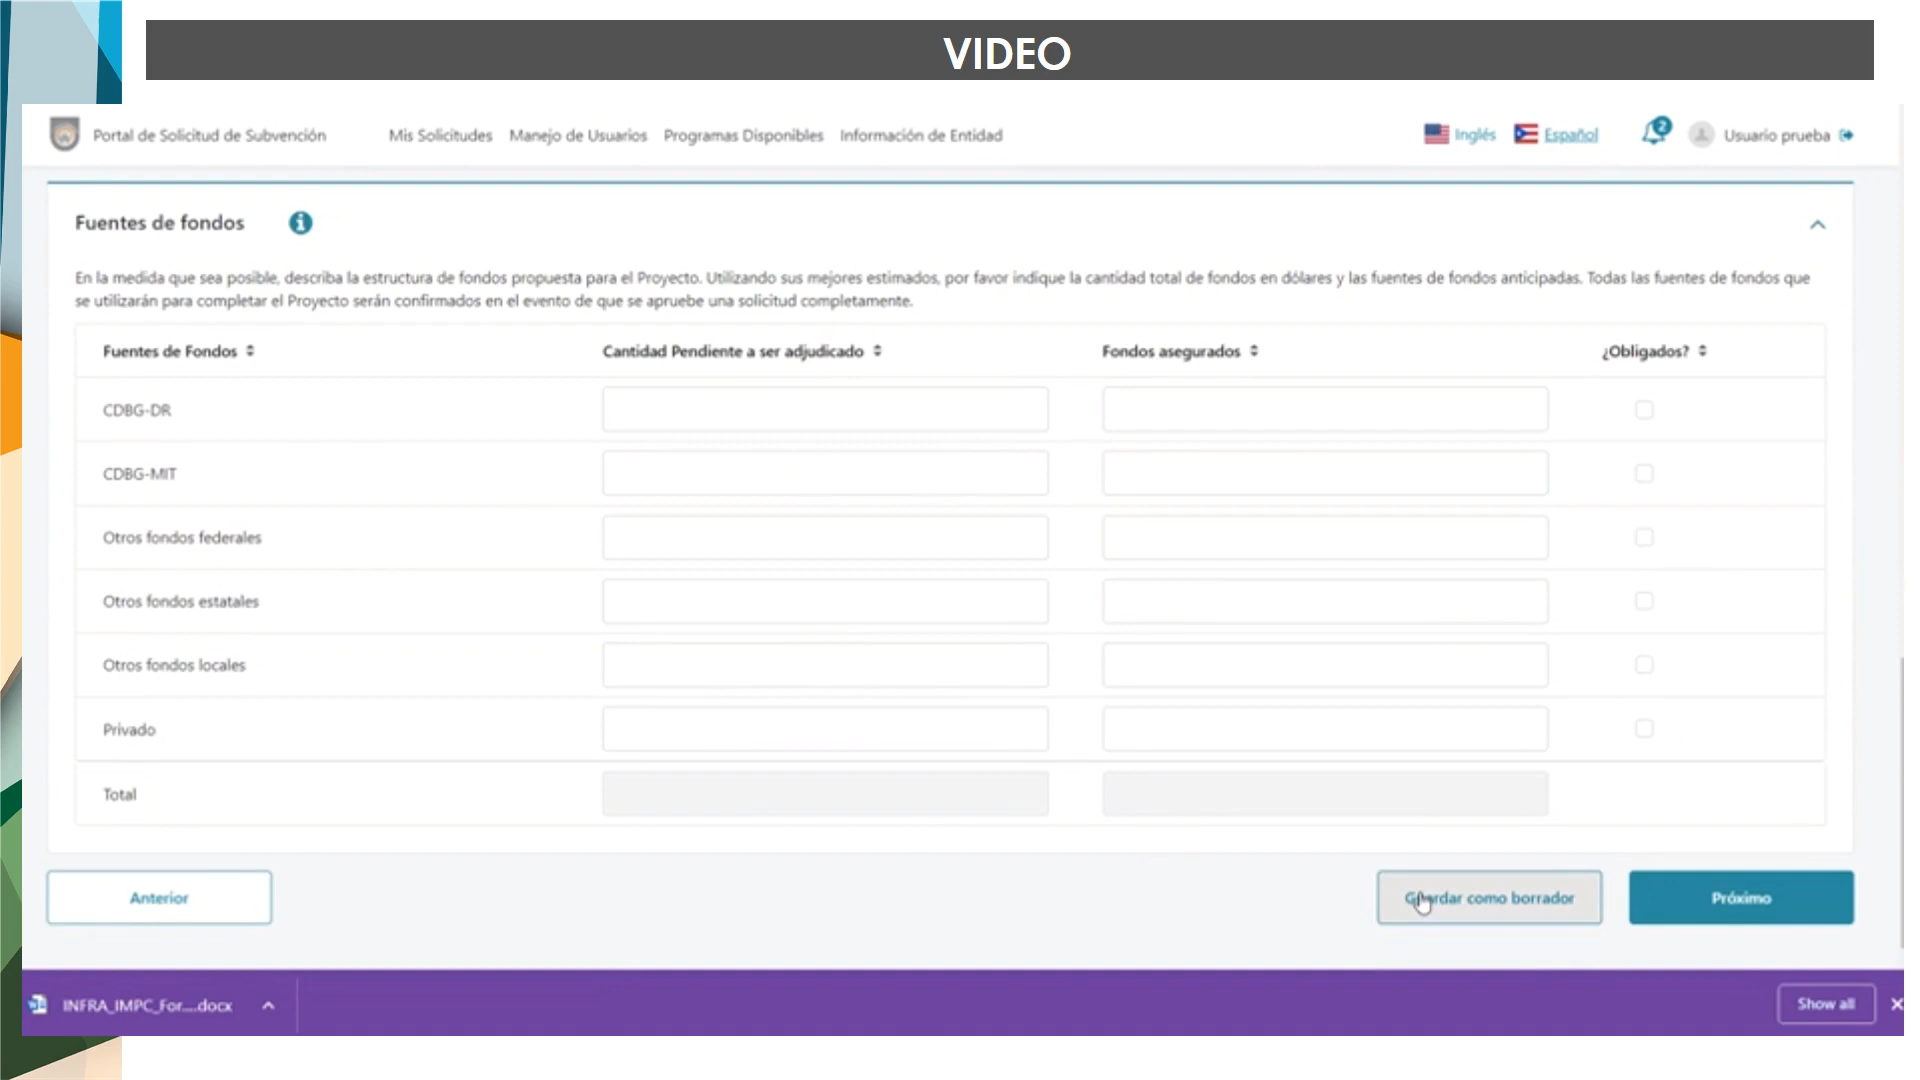 VIDEO
Portal de Solicitud de Subvención Mis Solicitudes Manejo de Usuarios Programas Disponibles Información de Entidad Inglés Español 2 Usuario prueba
Fuentes de fondos
En la medida que sea posible, describa la estructura de fondos propuesta para el Proyecto. Utilizando sus mejores estimados, por favor indique la cantidad total de fondos en dólares y las fuentes de fondos anticipadas. Todas las fuentes de fondos que
se utilizarán para completar el Proyecto serán confirmados en el evento de que se apruebe una solicitud completamente.
Fuentes de Fondos Cantidad Pendiente a ser adjudicado Fondos asegurados ¿Obligados?
CDBG-DR
CDBG-MIT
Otros fondos federales
Otros fondos estatales
Otros fondos locales
Privado
Total
Anterior Guardar como borrador Próximo
INFRA_IMPC_For....docx Show all